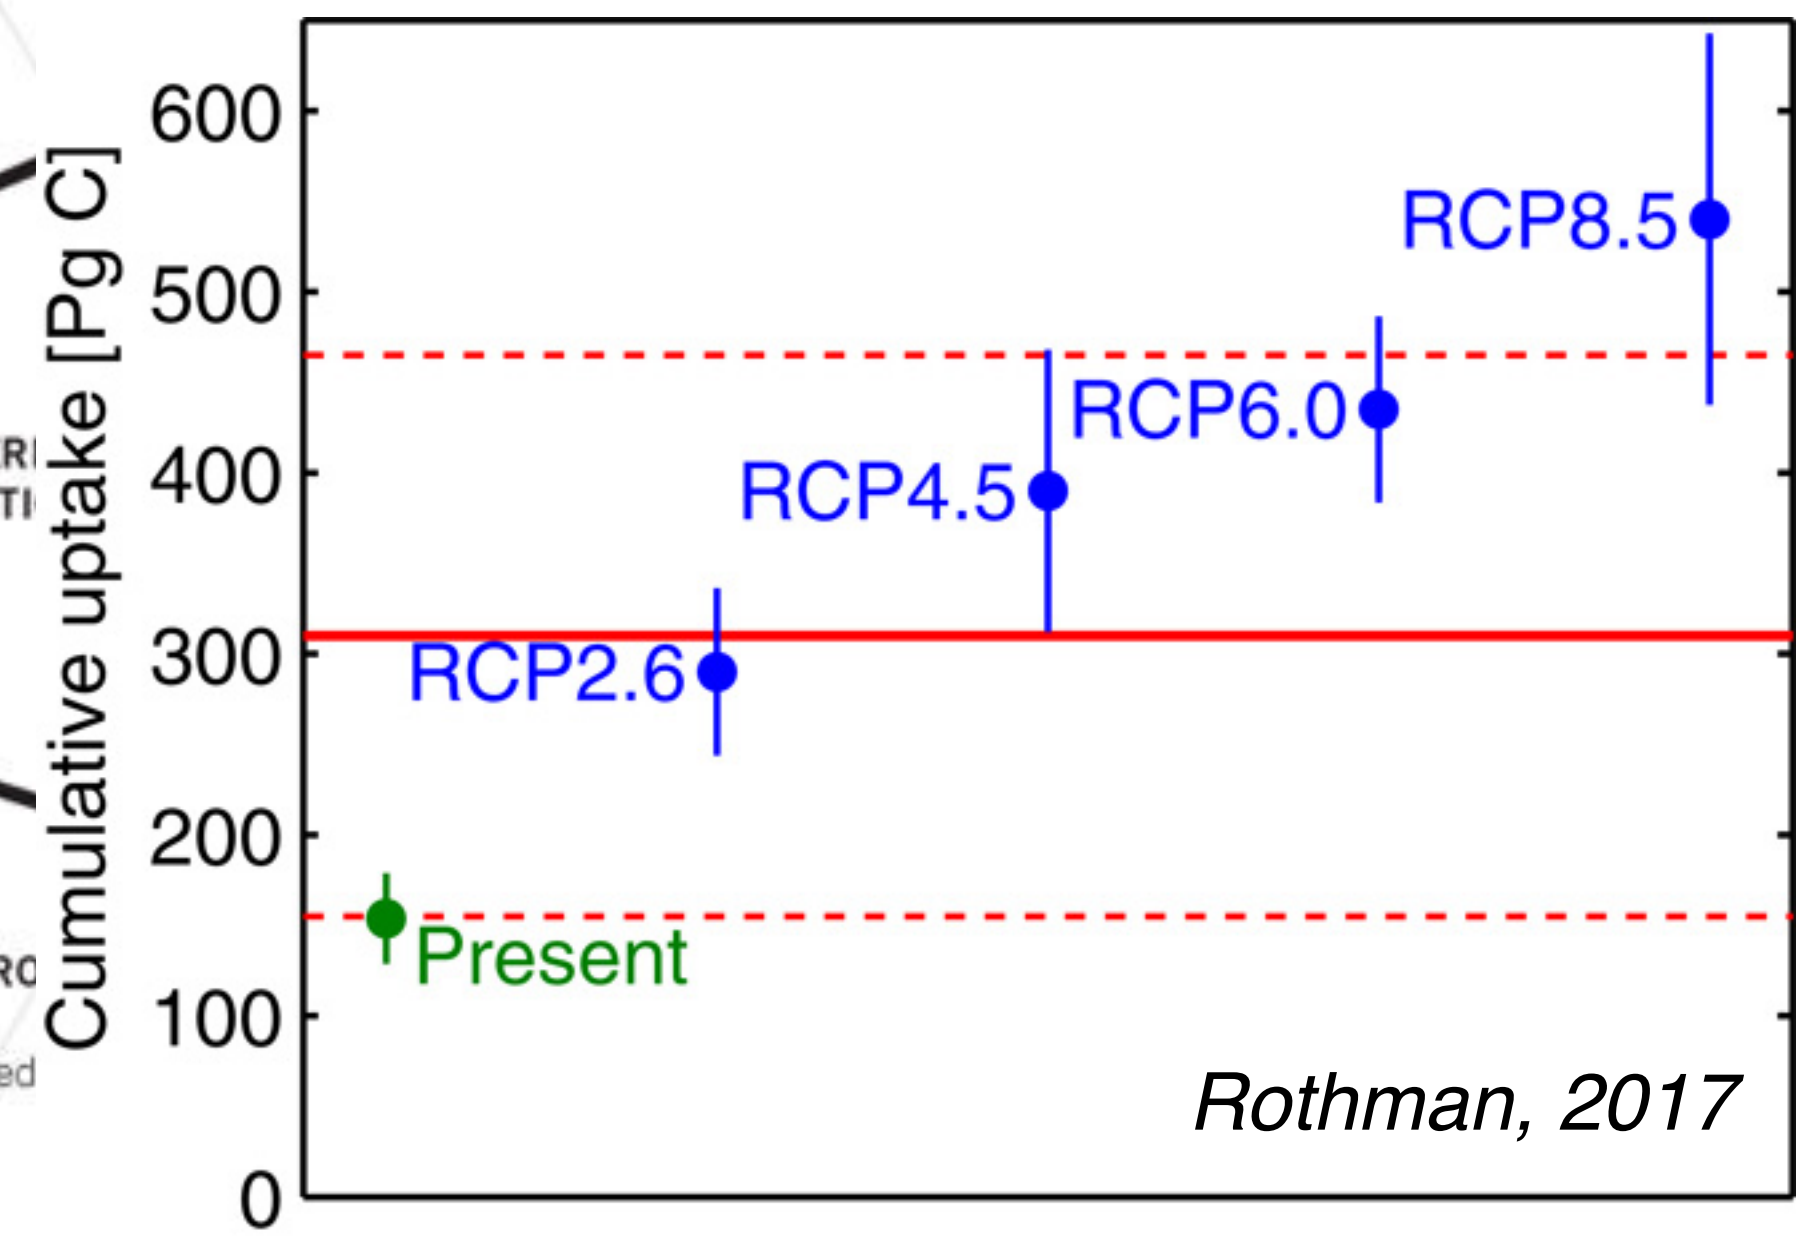 Cumulative uptake [Pg C]
600
500
400
300
200
100
0
RCP8.5
RCP6.0
RCP4.5
RCP2.6
Present
Rothman, 2017
ed